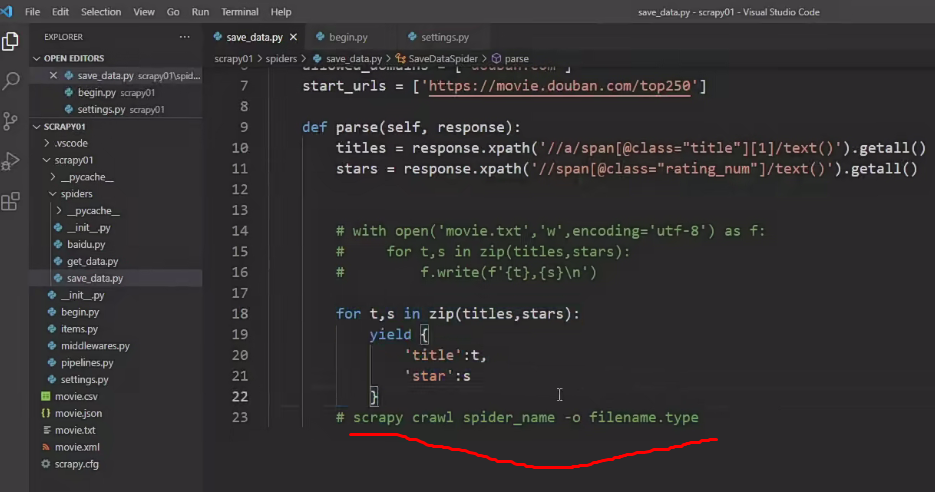 File Edit Selection View Go Run Terminal Help
save_data.py - scrapy01 - Visual Studio Code
EXPLORER ...
OPEN EDITORS
save_data.py scrapy01\spid...
begin.py scrapy01
settings.py scrapy01
SCRAPY01
.vscode
scrapy01
__pycache__
spiders
__pycache__
__init__.py
baidu.py
get_data.py
save_data.py
__init__.py
begin.py
items.py
middlewares.py
pipelines.py
settings.py
movie.csv
movie.json
movie.txt
movie.xml
scrapy.cfg
save_data.py begin.py settings.py
scrapy01 > spiders > save_data.py > SaveDataSpider > parse
7 start_urls = ['https://movie.douban.com/top250']
8
9 def parse(self, response):
10 titles = response.xpath('//a/span[@class="title"][1]/text()').getall()
11 stars = response.xpath('//span[@class="rating_num"]/text()').getall()
12
13
14 # with open('movie.txt','w',encoding='utf-8') as f:
15 #     for t,s in zip(titles,stars):
16 #         f.write(f'{t},{s}\n')
17
18 for t,s in zip(titles,stars):
19 yield {
20 'title':t,
21 'star':s
22 }
23 # scrapy crawl spider_name -o filename.type